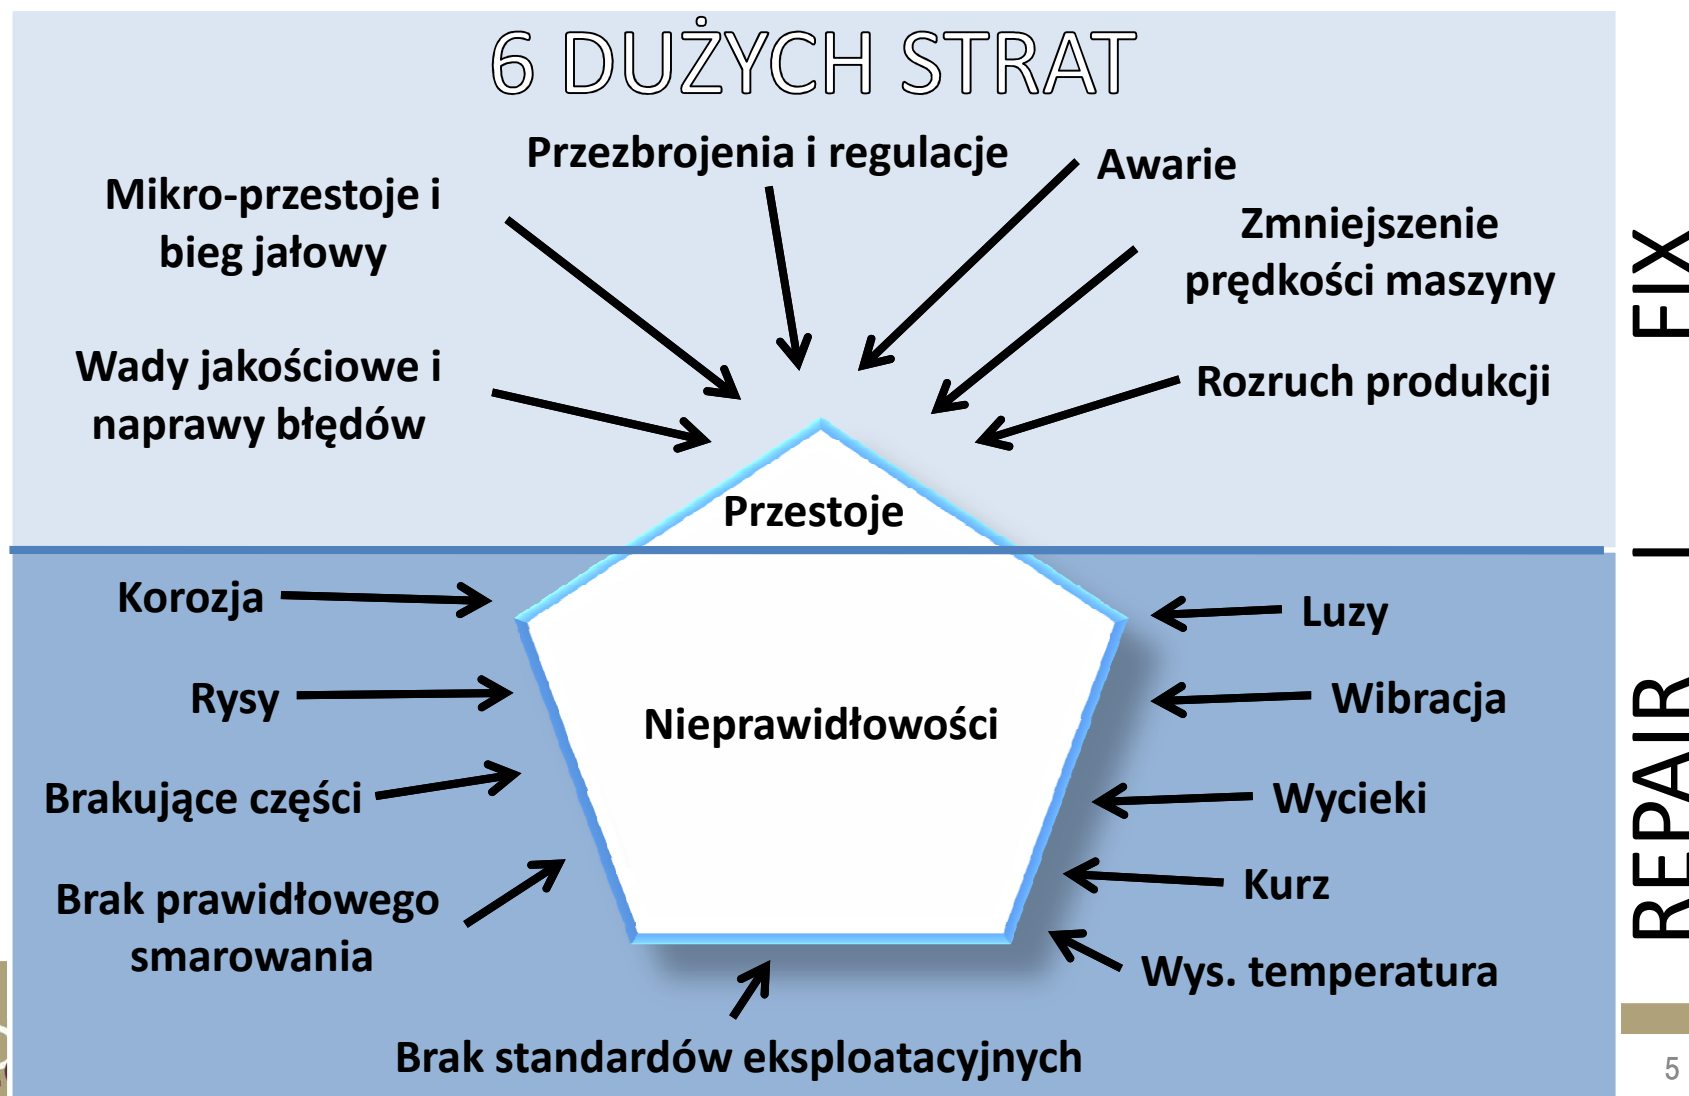 6 DUŻYCH STRAT
Przezbrojenia i regulacje
Awarie
Mikro-przestoje i
bieg jałowy
Zmniejszenie
prędkości maszyny
Wady jakościowe i
naprawy błędów
Rozruch produkcji
Przestoje
Korozja
Luzy
Rysy
Wibracja
Nieprawidłowości
Brakujące części
Wycieki
Brak prawidłowego
smarowania
Kurz
Wys. temperatura
Brak standardów eksploatacyjnych
REPAIR I FIX
5